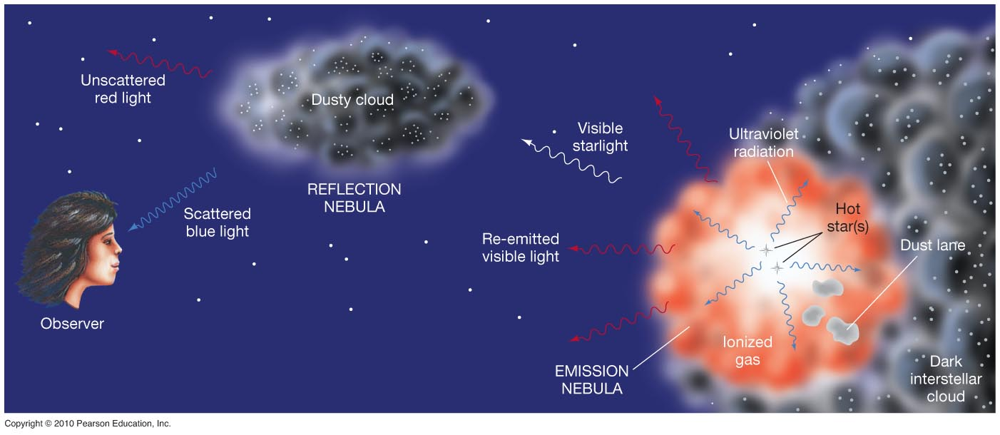 Unscattered
red light
Dusty cloud
Visible
starlight
Ultraviolet
radiation
REFLECTION
NEBULA
Scattered
blue light
Hot
star(s)
Re-emitted
visible light
Dust lane
Observer
Ionized
gas
EMISSION
NEBULA
Dark
interstellar
cloud
Copyright © 2010 Pearson Education, Inc.